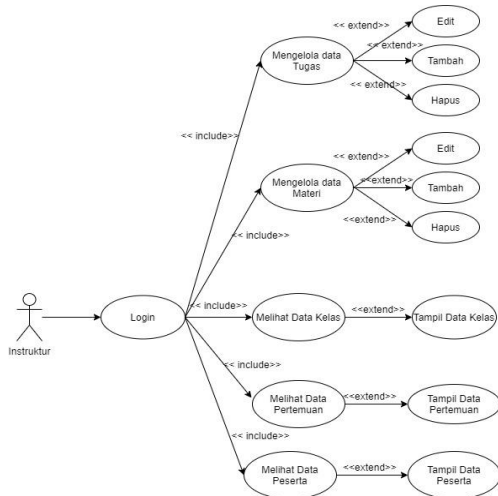 << extend>>
Edit
Mengelola data
Tugas
<< extend>>
Tambah
<< extend>>
Hapus
<< include>>
<< extend>>
Edit
Mengelola data
Materi
<<extend>>
Tambah
<<extend>>
Hapus
<< include>>
Instruktur
Login
<< include>>
Melihat Data Kelas
<<extend>>
Tampil Data Kelas
<< include>>
Melihat Data
Pertemuan
<<extend>>
Tampil Data
Pertemuan
<< include>>
Melihat Data
Peserta
<<extend>>
Tampil Data
Peserta